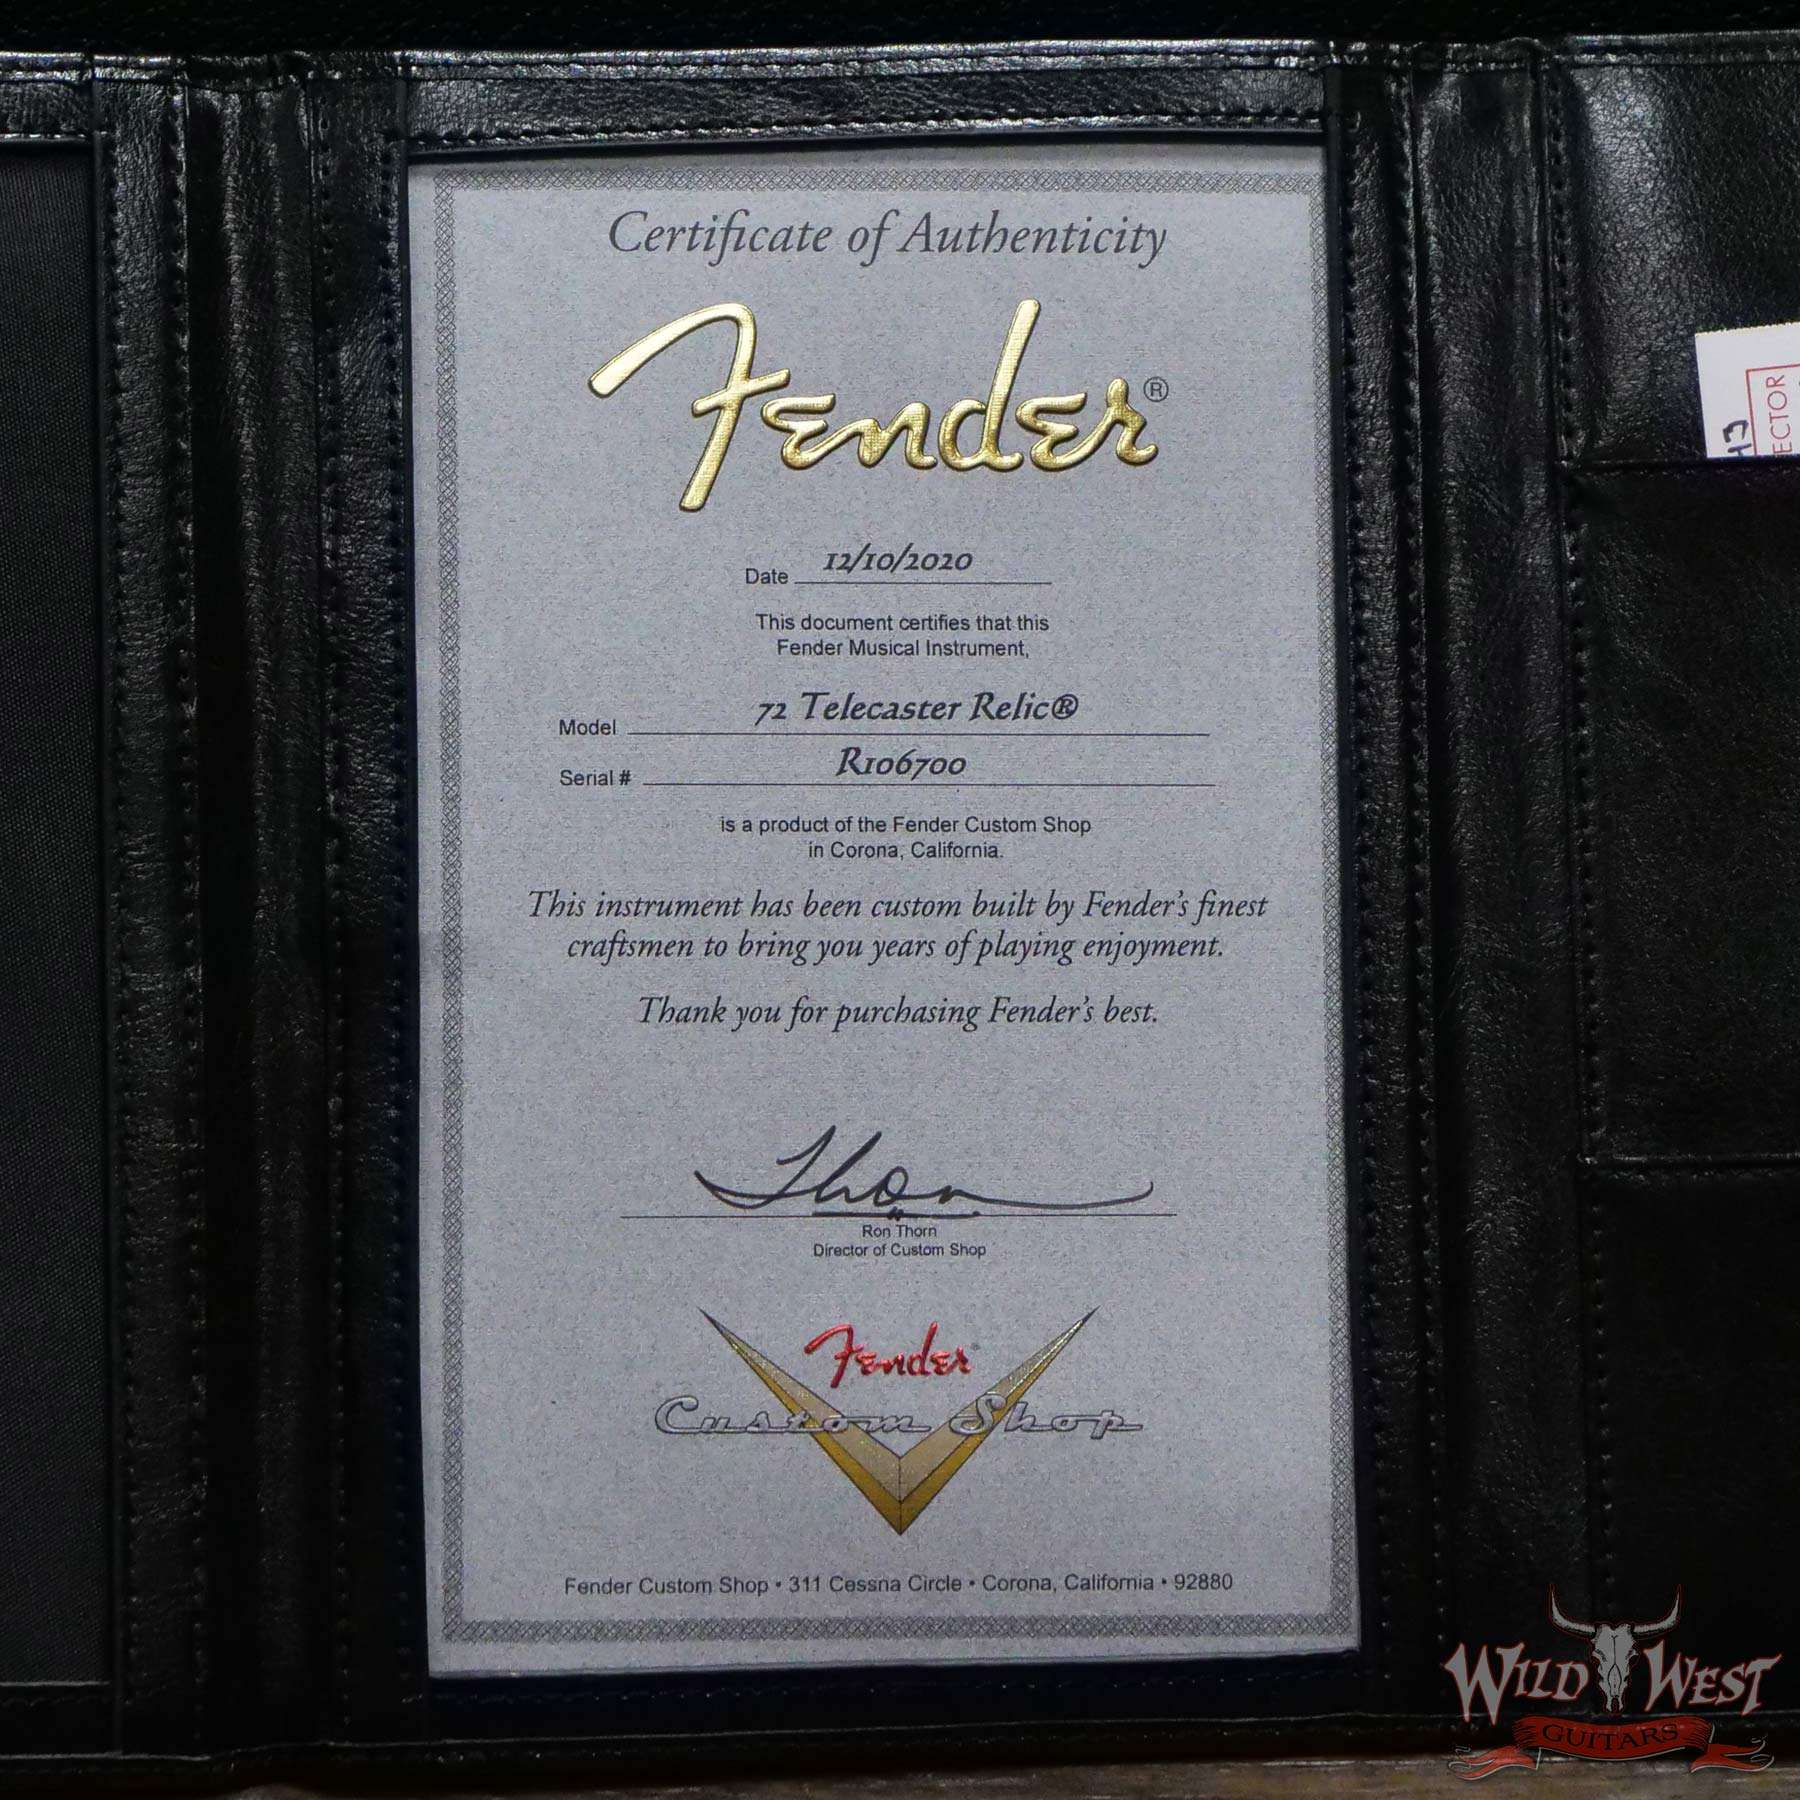 Certificate of Authenticity
Fender®
Date 12/10/2020
This document certifies that this
Fender Musical Instrument,
Model 72 Telecaster Relic®
Serial # R106700
is a product of the Fender Custom Shop
in Corona, California.
This instrument has been custom built by Fender's finest
craftsmen to bring you years of playing enjoyment.
Thank you for purchasing Fender's best.
Thorn
Ron Thorn
Director of Custom Shop
Fender
Custom Shop
Fender Custom Shop • 311 Cessna Circle • Corona, California • 92880
ECTOR
WILD WEST
GUITARS